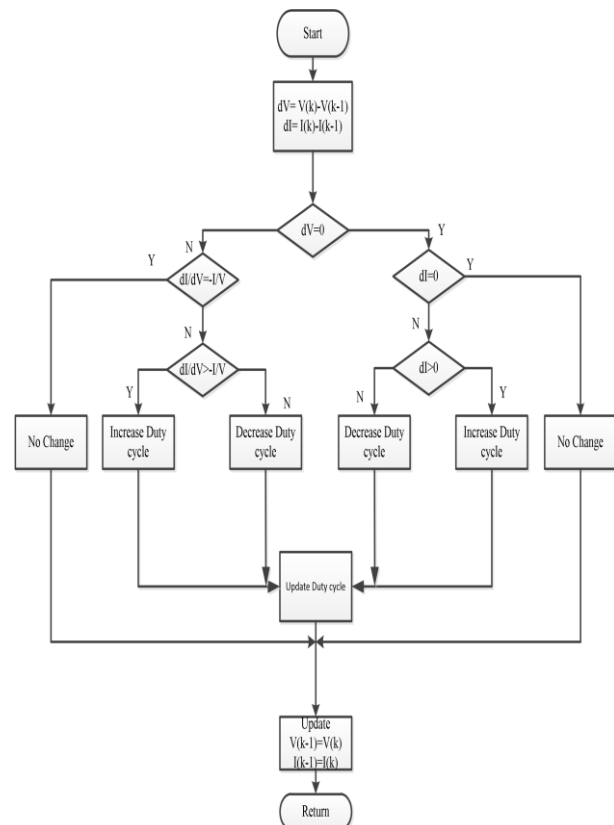 Start
dV= V(k)-V(k-1)
dI= I(k)-I(k-1)
dV=0
N
Y
Y
dI/dV=-I/V
dI=0
Y
N
N
dI/dV>-I/V
dI>0
Y
N
N
Y
No Change
Increase Duty
cycle
Decrease Duty
cycle
Decrease Duty
cycle
Increase Duty
cycle
No Change
Update Duty cycle
Update
V(k-1)=V(k)
I(k-1)=I(k)
Return